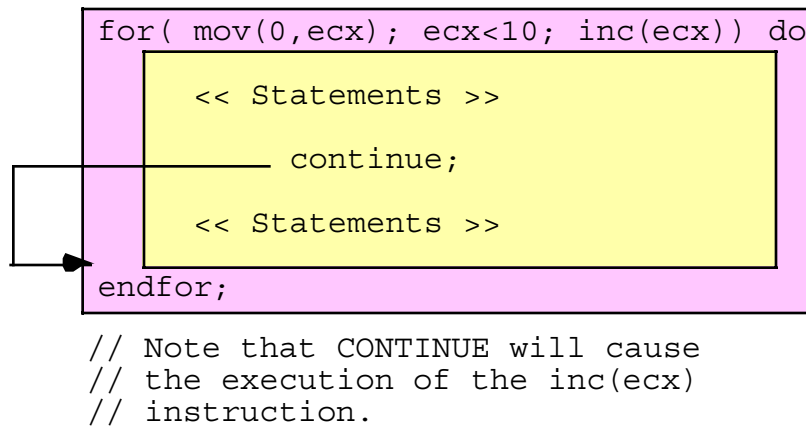 for( mov(0,ecx); ecx<10; inc(ecx)) do
<< Statements >>
continue;
<< Statements >>
endfor;
// Note that CONTINUE will cause
// the execution of the inc(ecx)
// instruction.